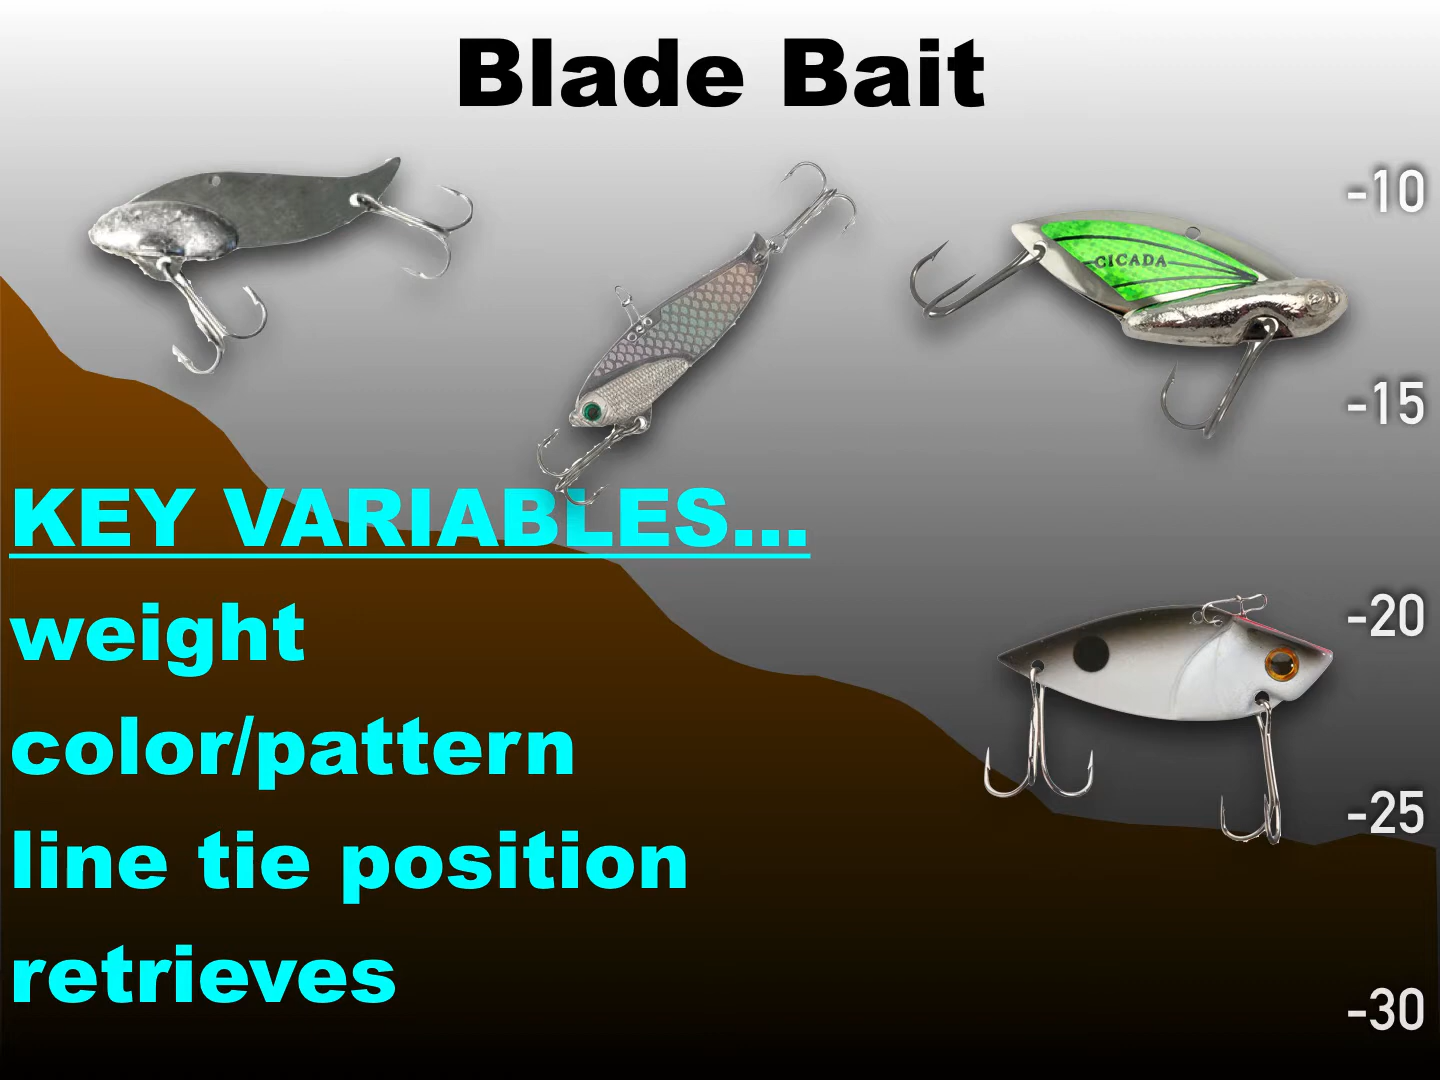 Blade Bait
-10
CICADA
-15
KEY VARIABLES...
weight
-20
color/pattern
-25
line tie position
retrieves
-30